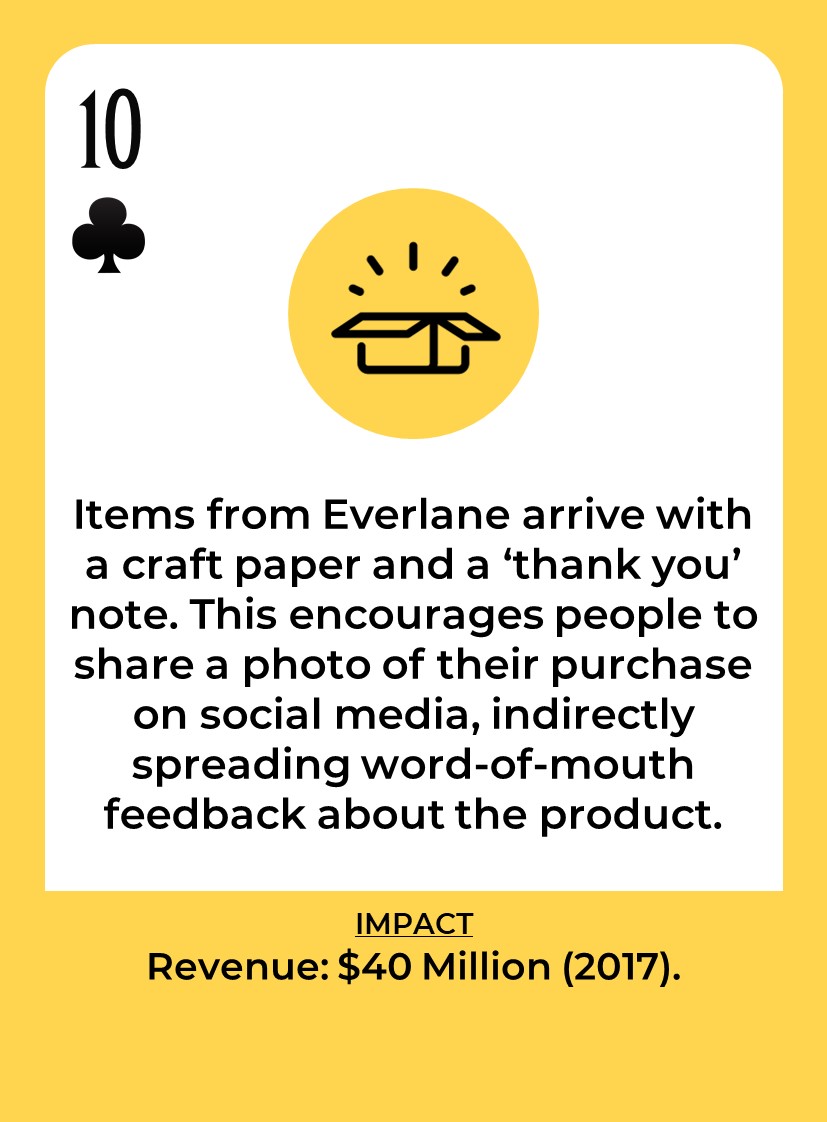 10
Items from Everlane arrive with
a craft paper and a ‘thank you’
note. This encourages people to
share a photo of their purchase
on social media, indirectly
spreading word-of-mouth
feedback about the product.
IMPACT
Revenue: $40 Million (2017).